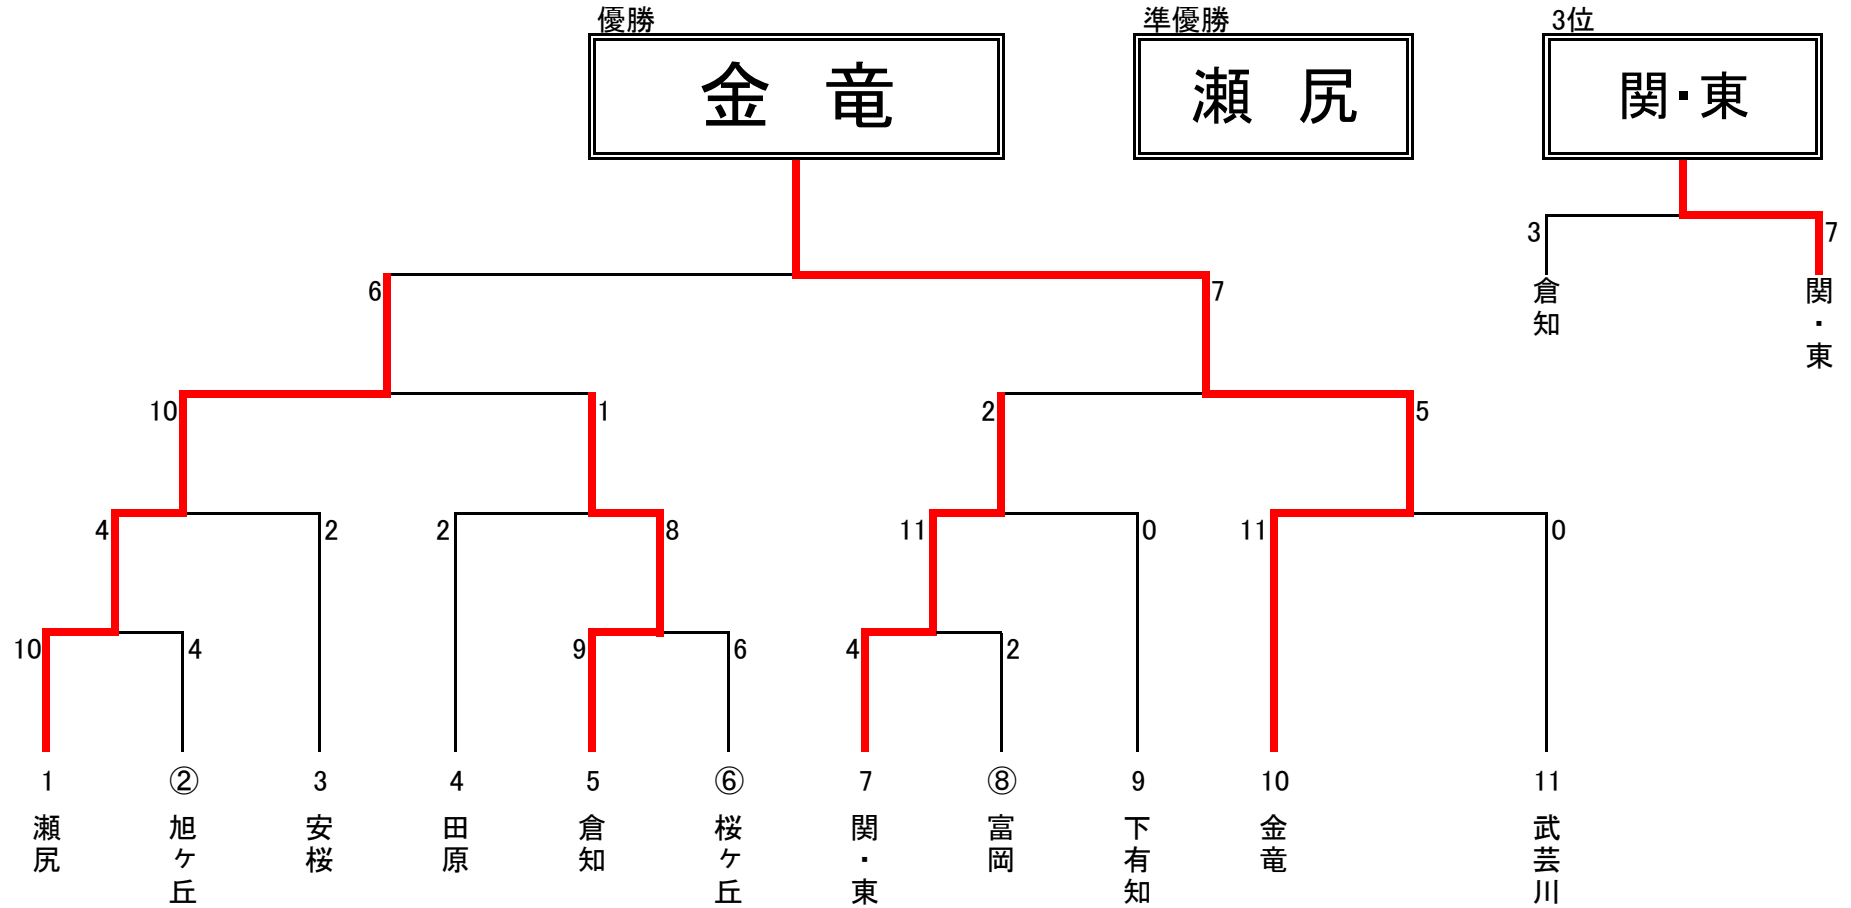 優勝
準優勝
3位
金 竜
瀬 尻
関・東
3
7
6
7
倉知
関・東
10
1
2
5
4
2
2
8
11
0
11
0
10
4
9
6
4
2
1
②
3
4
5
⑥
7
⑧
9
10
11
瀬尻
旭ヶ丘
安桜
田原
倉知
桜ヶ丘
関・東
富岡
下有知
金竜
武芸川